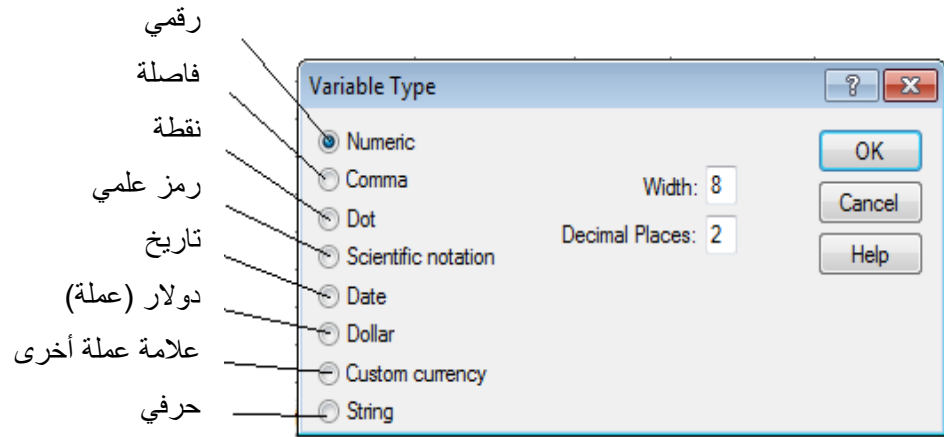 رقمي
فاصلة
نقطة
رمز علمي
تاريخ
دولار (عملة)
علامة عملة أخرى
حرفي
Variable Type
Numeric
Comma
Dot
Scientific notation
Date
Dollar
Custom currency
String
Width: 8
Decimal Places: 2
OK
Cancel
Help